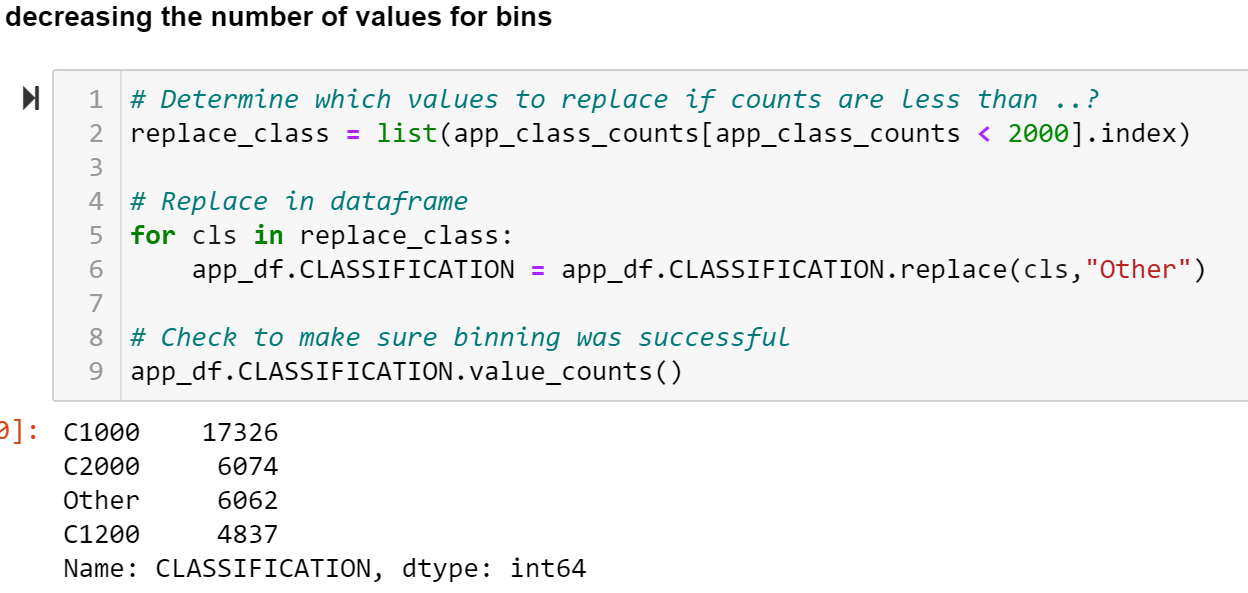 decreasing the number of values for bins
1 # Determine which values to replace if counts are less than ..?
2 replace_class = list(app_class_counts[app_class_counts < 2000].index)
3
4 # Replace in dataframe
5 for cls in replace_class:
6     app_df.CLASSIFICATION = app_df.CLASSIFICATION.replace(cls,"Other")
7
8 # Check to make sure binning was successful
9 app_df.CLASSIFICATION.value_counts()
0]: C1000    17326
C2000     6074
Other     6062
C1200     4837
Name: CLASSIFICATION, dtype: int64